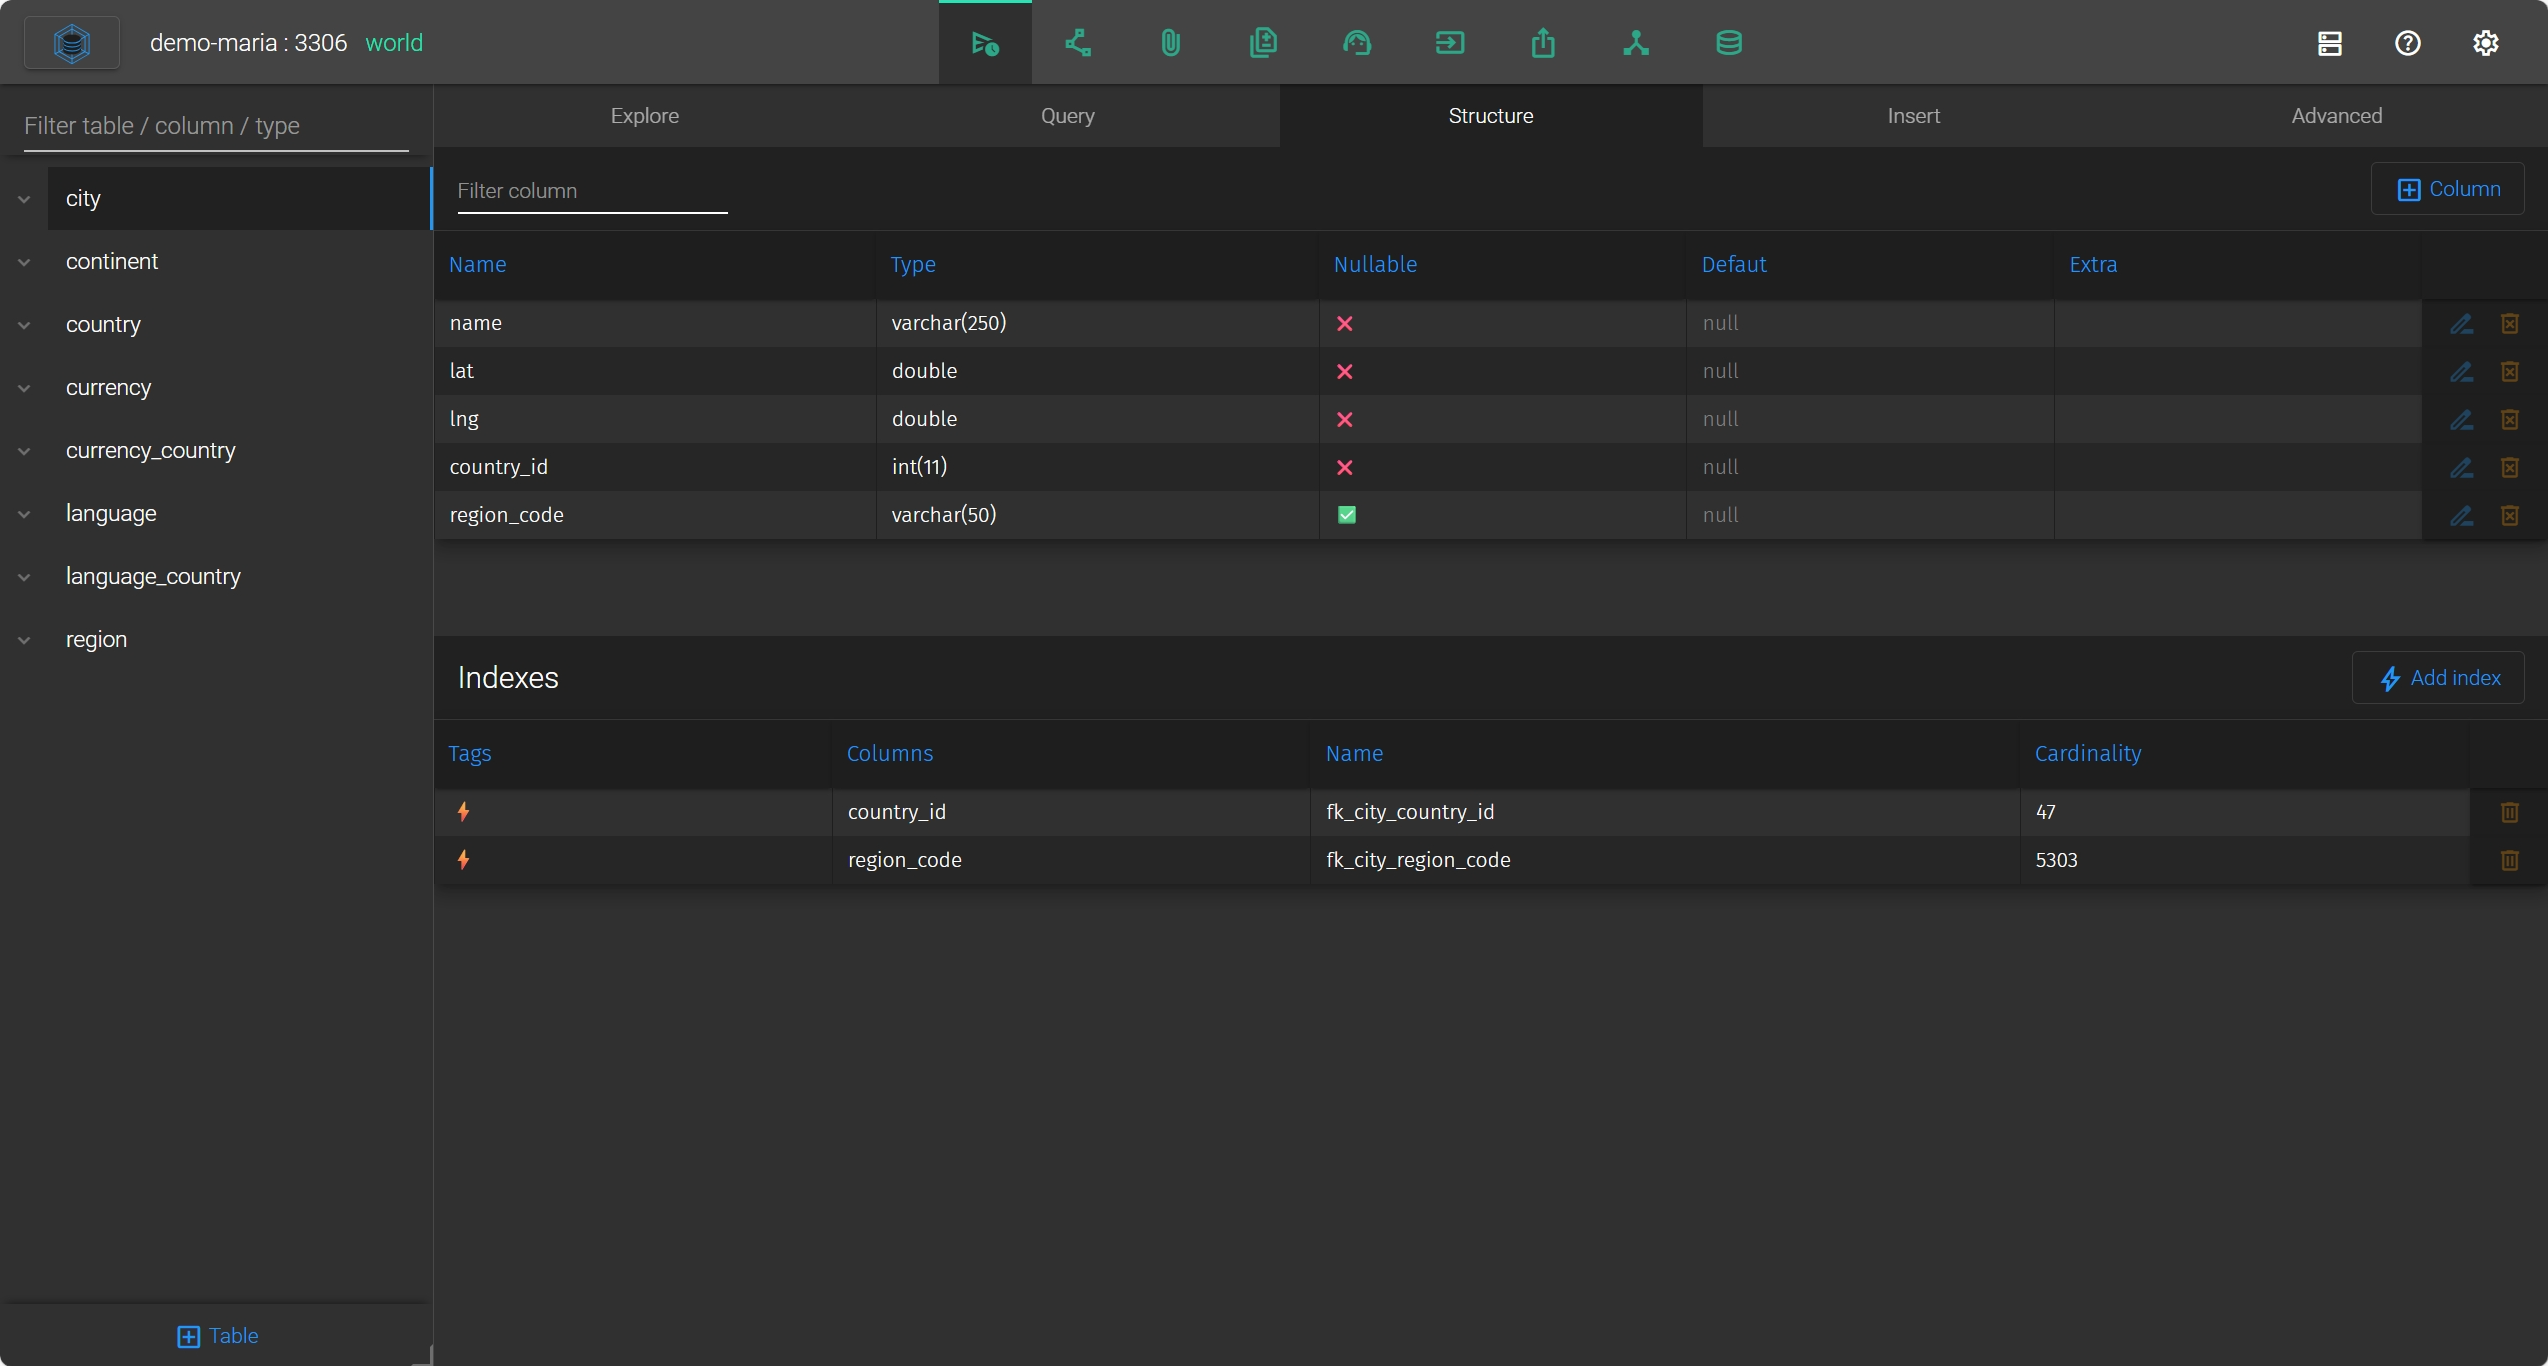 demo-maria : 3306 world
Filter table / column / type
city
continent
country
currency
currency_country
language
language_country
region
Table
Explore Query Structure Insert Advanced
Filter column
Column
Name Type Nullable Defaut Extra
name varchar(250) null
lat double null
lng double null
country_id int(11) null
region_code varchar(50) null
Indexes
Add index
Tags Columns Name Cardinality
country_id fk_city_country_id 47
region_code fk_city_region_code 5303